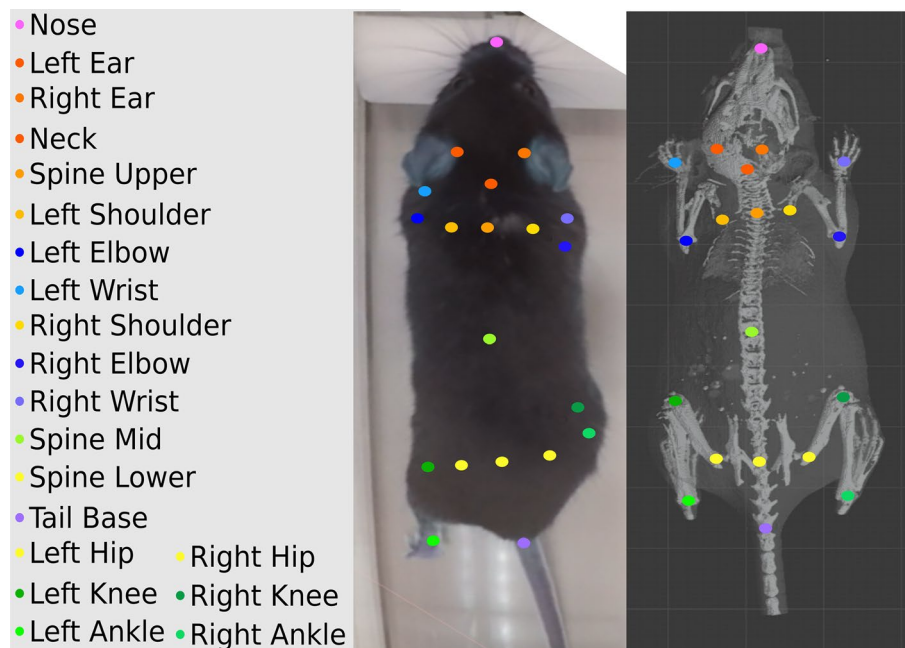 Nose
Left Ear
Right Ear
Neck
Spine Upper
Left Shoulder
Left Elbow
Left Wrist
Right Shoulder
Right Elbow
Right Wrist
Spine Mid
Spine Lower
Tail Base
Left Hip Right Hip
Left Knee Right Knee
Left Ankle Right Ankle